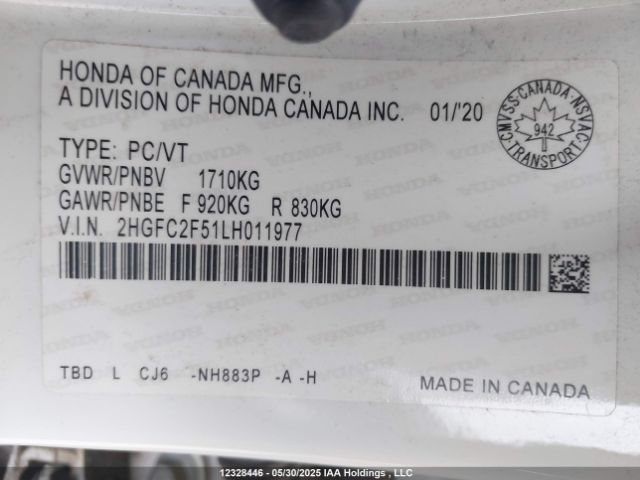 HONDA OF CANADA MFG.,
A DIVISION OF HONDA CANADA INC. 01/'20
CMVSS·CANADA·NSVAC
942
·TRANSPORT·
TYPE: PC/VT
GVWR/PNBV 1710KG
GAWR/PNBE F 920KG R 830KG
V.I.N. 2HGFC2F51LH011977
TBD L CJ6 -NH883P -A -H
MADE IN CANADA
12328446 - 05/30/2025 IAA Holdings , LLC